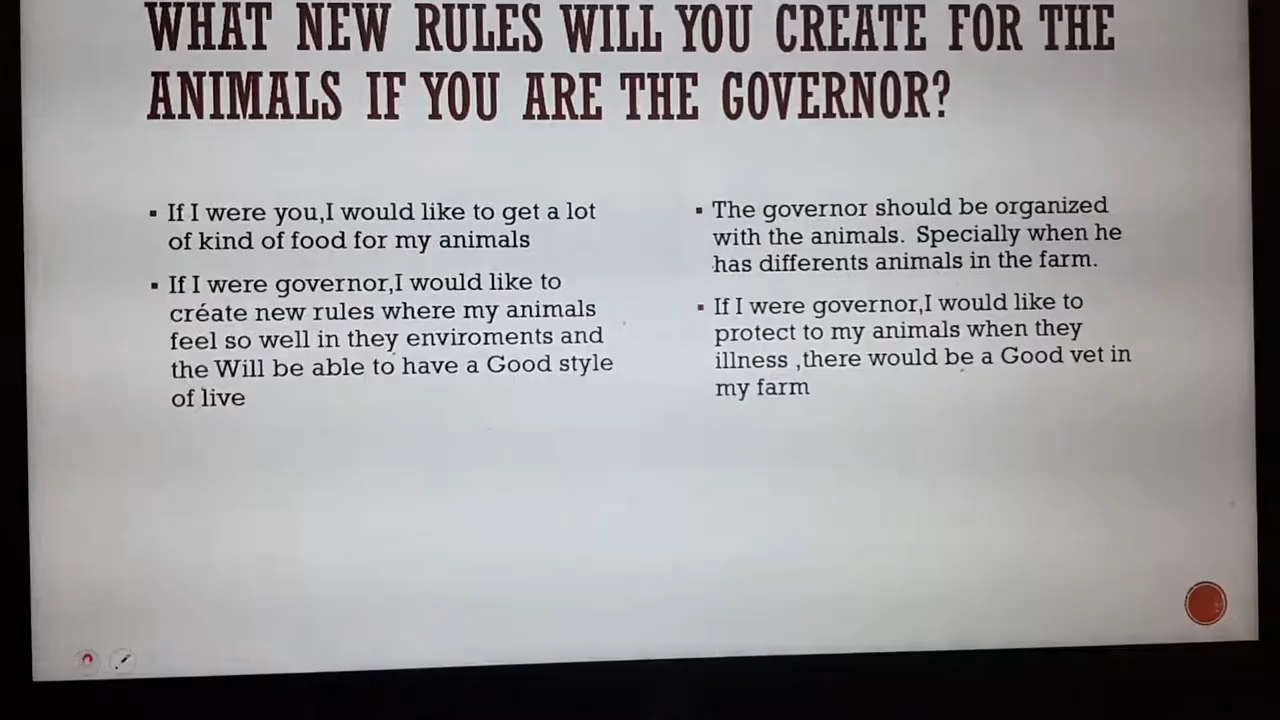 WHAT NEW RULES WILL YOU CREATE FOR THE
ANIMALS IF YOU ARE THE GOVERNOR?
▪ If I were you,I would like to get a lot
of kind of food for my animals
▪ If I were governor,I would like to
créate new rules where my animals
feel so well in they enviroments and
the Will be able to have a Good style
of live
▪ The governor should be organized
with the animals. Specially when he
has differents animals in the farm.
▪ If I were governor,I would like to
protect to my animals when they
illness ,there would be a Good vet in
my farm